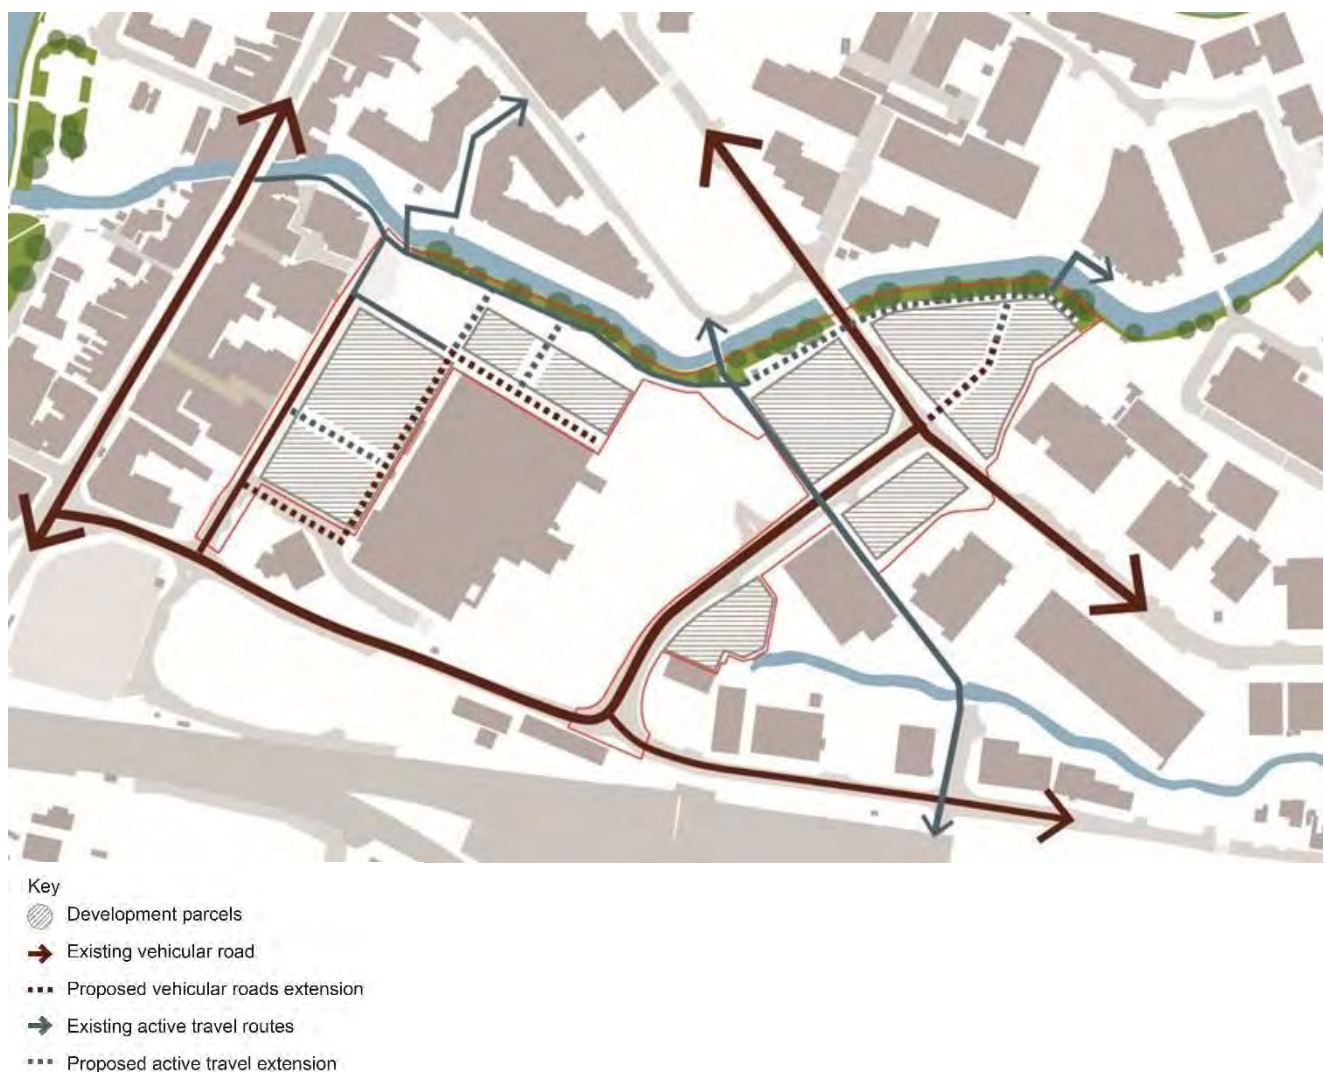 Key
Development parcels
Existing vehicular road
Proposed vehicular roads extension
Existing active travel routes
Proposed active travel extension